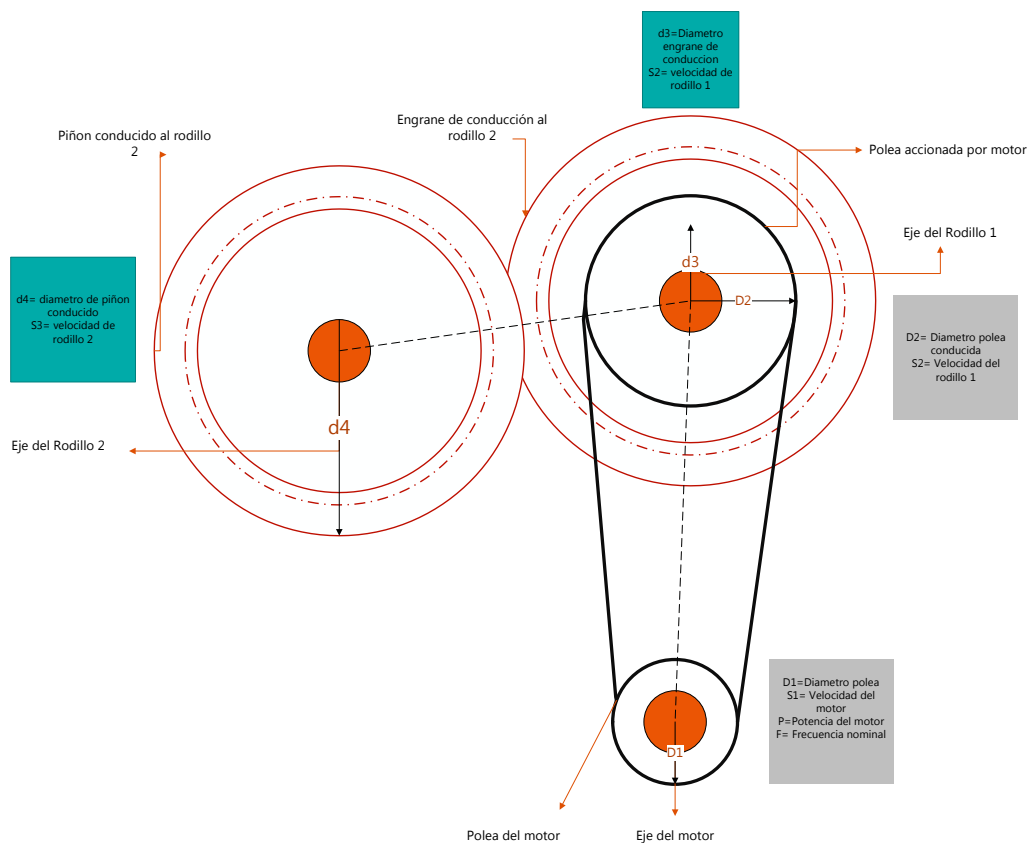 d3=Diametro
engrane de
conduccion
S2= velocidad de
rodillo 1
Piñon conducido al rodillo
2
Engrane de conducción al
rodillo 2
Polea accionada por motor
Eje del Rodillo 1
d3
D2
d4= diametro de piñon
conducido
S3= velocidad de
rodillo 2
D2= Diametro polea
conducida
S2= Velocidad del
rodillo 1
d4
Eje del Rodillo 2
D1=Diametro polea
S1= Velocidad del
motor
P=Potencia del motor
F= Frecuencia nominal
D1
Polea del motor
Eje del motor